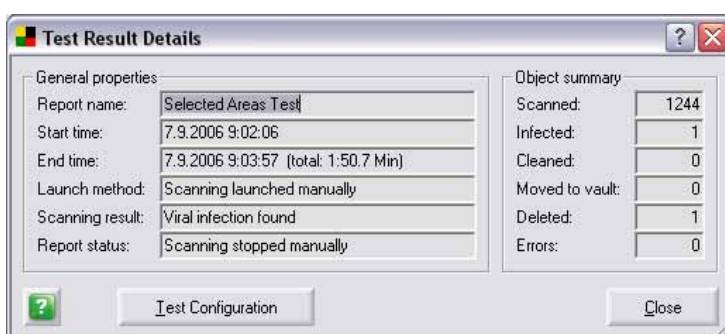 Test Result Details
General properties
Report name: Selected Areas Test
Start time: 7.9.2006 9:02:06
End time: 7.9.2006 9:03:57 (total: 1:50.7 Min)
Launch method: Scanning launched manually
Scanning result: Viral infection found
Report status: Scanning stopped manually
Object summary
Scanned: 1244
Infected: 1
Cleaned: 0
Moved to vault: 0
Deleted: 1
Errors: 0
Test Configuration
Close